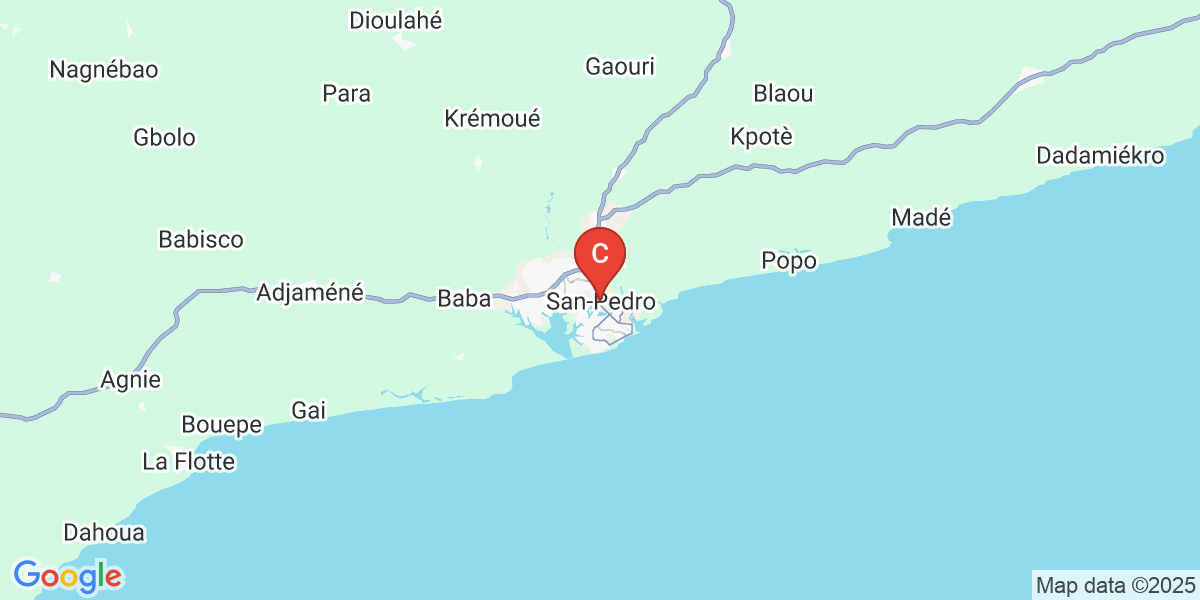 Dioulahé
Nagnébao
Gaouri
Para
Blaou
Krémoué
Gbolo
Kpotè
Dadamiékro
Madé
Babisco
C
Popo
Adjaméné
Baba
San-Pedro
Agnie
Gai
Bouepe
La Flotte
Dahoua
Google
Map data ©2025